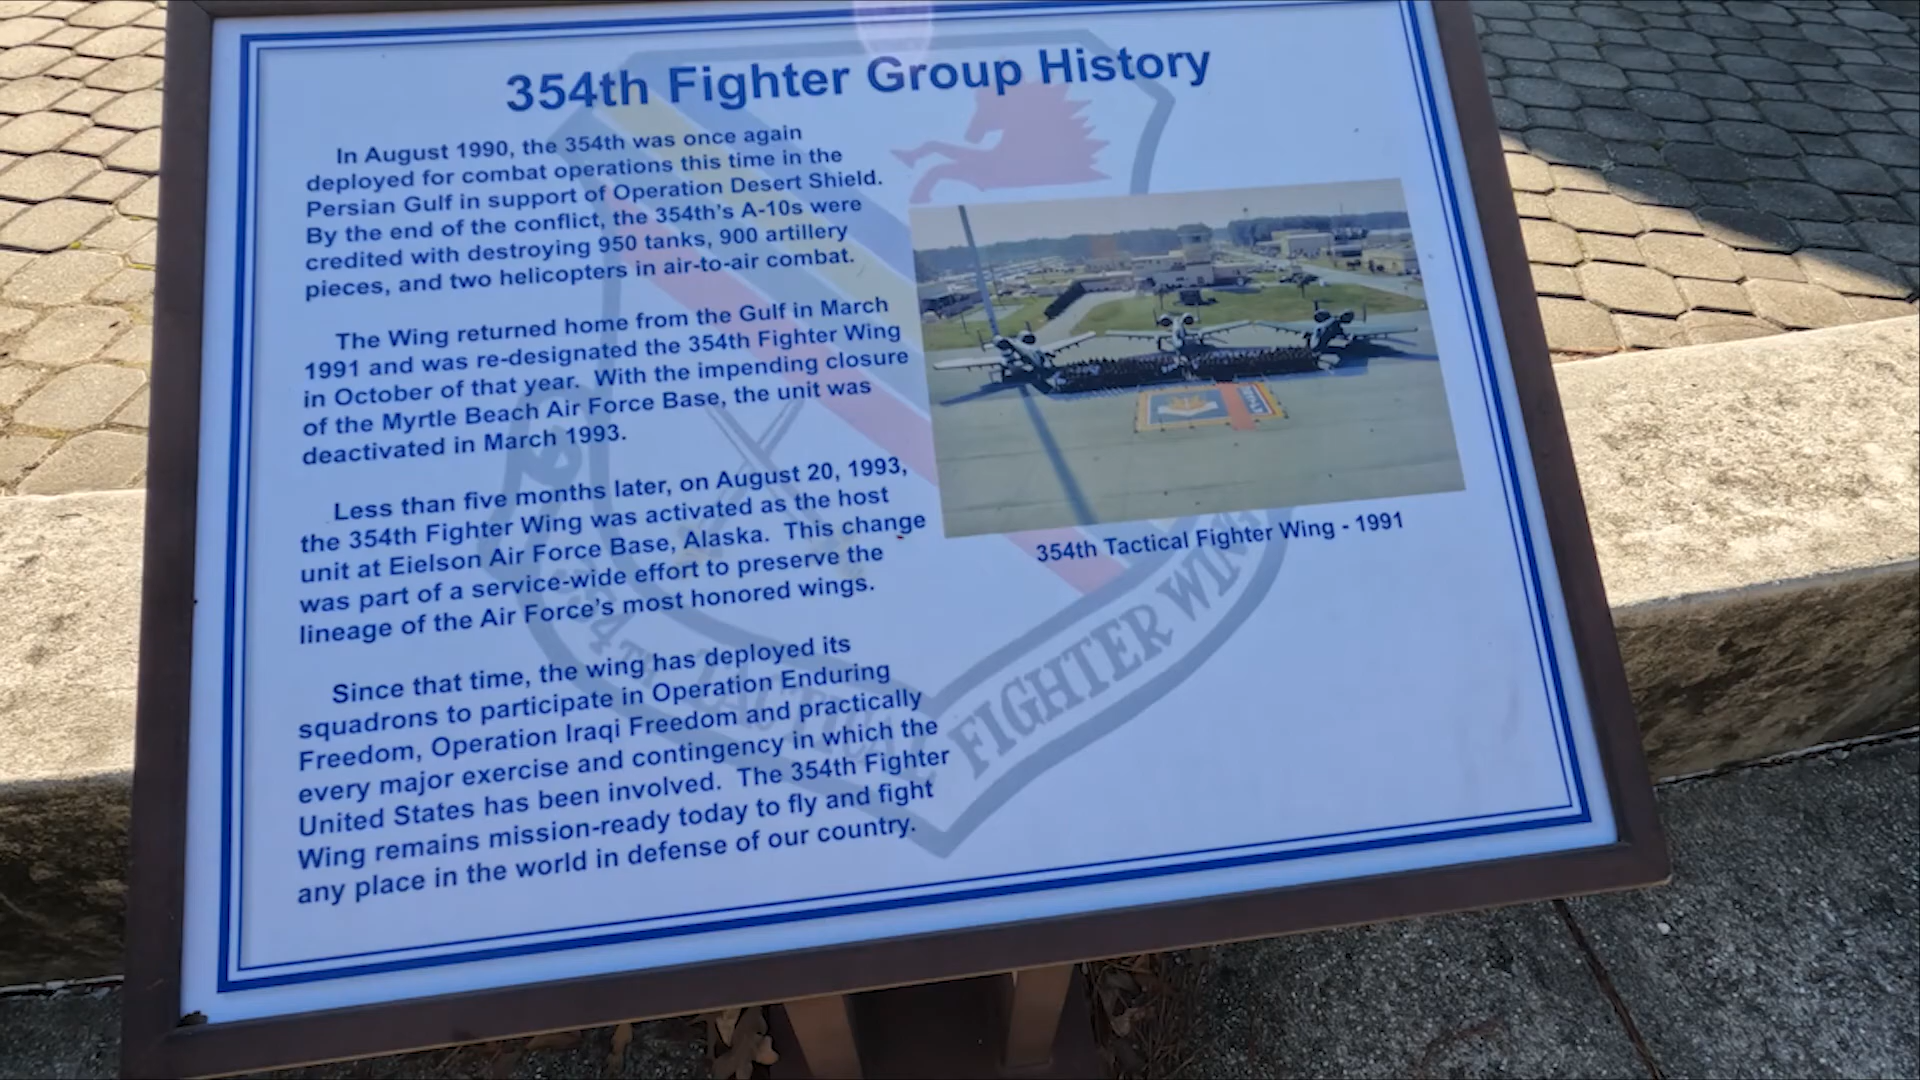 354th Fighter Group History
In August 1990, the 354th was once again
deployed for combat operations this time in the
Persian Gulf in support of Operation Desert Shield.
By the end of the conflict, the 354th's A-10s were
credited with destroying 950 tanks, 900 artillery
pieces, and two helicopters in air-to-air combat.
The Wing returned home from the Gulf in March
1991 and was re-designated the 354th Fighter Wing
in October of that year. With the impending closure
of the Myrtle Beach Air Force Base, the unit was
deactivated in March 1993.
Less than five months later, on August 20, 1993,
the 354th Fighter Wing was activated as the host
unit at Eielson Air Force Base, Alaska. This change
was part of a service-wide effort to preserve the
lineage of the Air Force's most honored wings.
Since that time, the wing has deployed its
squadrons to participate in Operation Enduring
Freedom, Operation Iraqi Freedom and practically
every major exercise and contingency in which the
United States has been involved. The 354th Fighter
Wing remains mission-ready today to fly and fight
any place in the world in defense of our country.
354th Tactical Fighter Wing - 1991
354TH TACTICAL FIGHTER WING